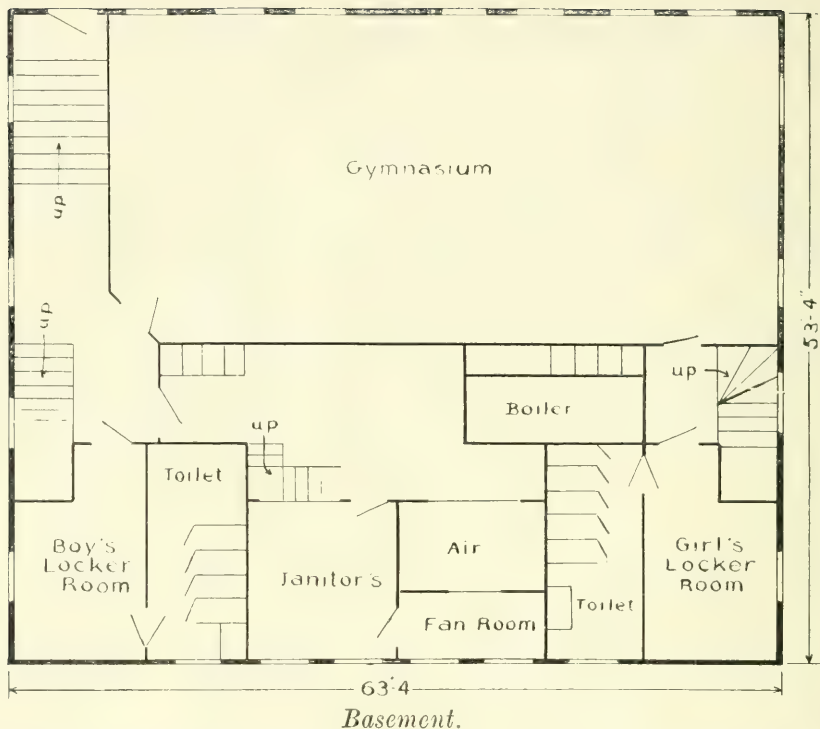 Gymnasium
up
up
up
up
Boiler
Toilet
Boy's
Locker
Room
Janitor's
Air
Fan Room
Toilet
Girl's
Locker
Room
53'-4"
63'-4
Basement.